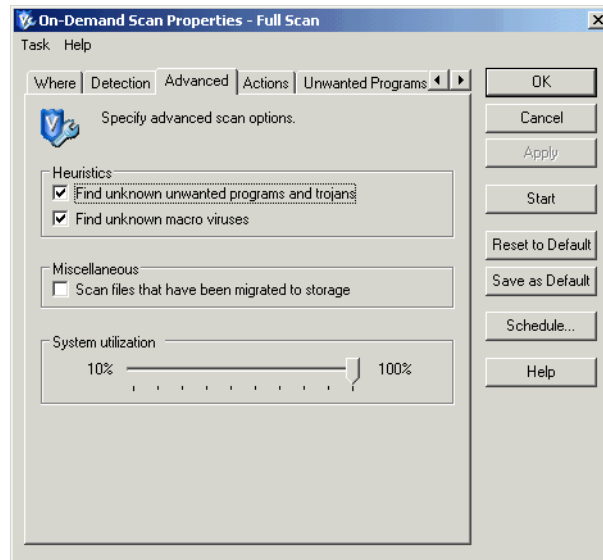 On-Demand Scan Properties - Full Scan
Task Help
Where Detection Advanced Actions Unwanted Programs
Specify advanced scan options.
Heuristics
Find unknown unwanted programs and trojans
Find unknown macro viruses
Miscellaneous
Scan files that have been migrated to storage
System utilization
10% 100%
OK
Cancel
Apply
Start
Reset to Default
Save as Default
Schedule...
Help